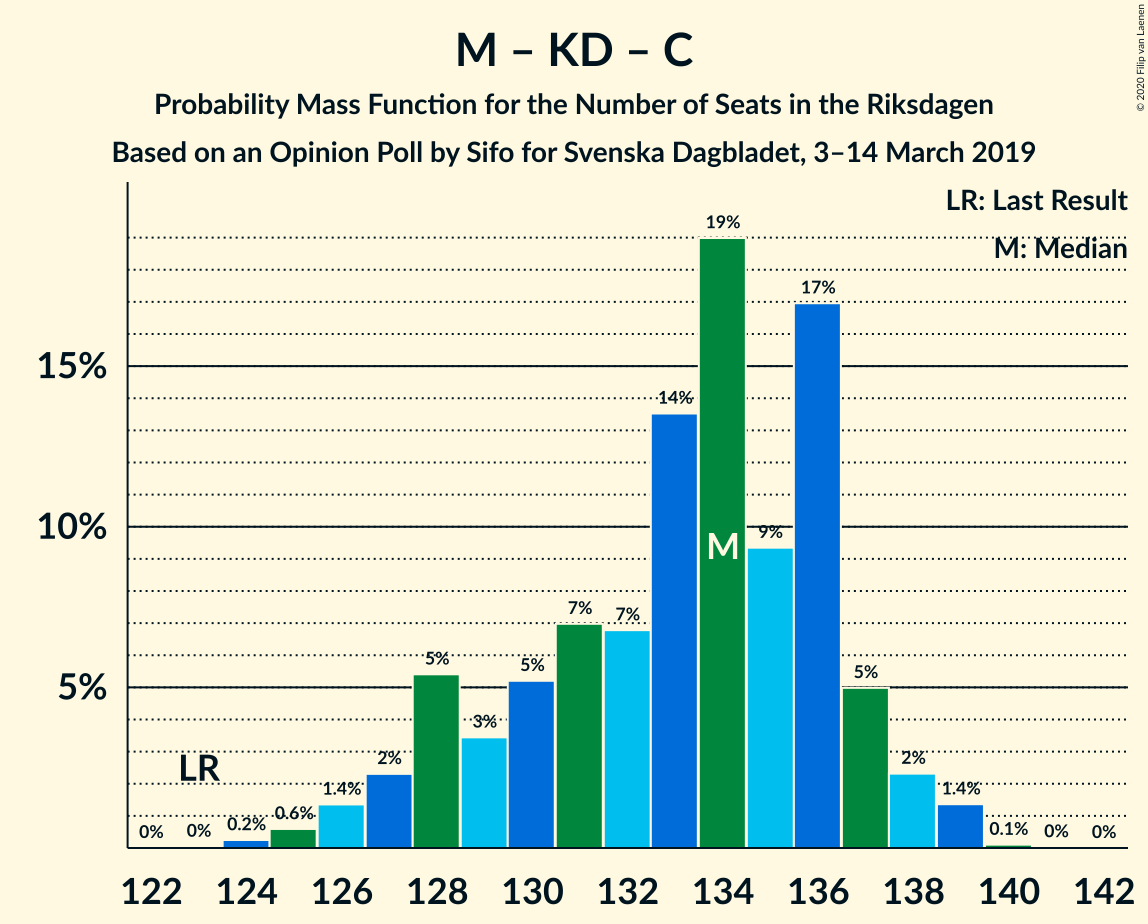 M – KD – C
Probability Mass Function for the Number of Seats in the Riksdagen
Based on an Opinion Poll by Sifo for Svenska Dagbladet, 3–14 March 2019
© 2020 Filip van Laenen
LR: Last Result
M: Median
15%
10%
5%
0% 0% 0.2% 0.6% 1.4% 2% 5% 3% 5% 7% 7% 14% 19% 9% 17% 5% 2% 1.4% 0.1% 0% 0%
LR
M
122 124 126 128 130 132 134 136 138 140 142